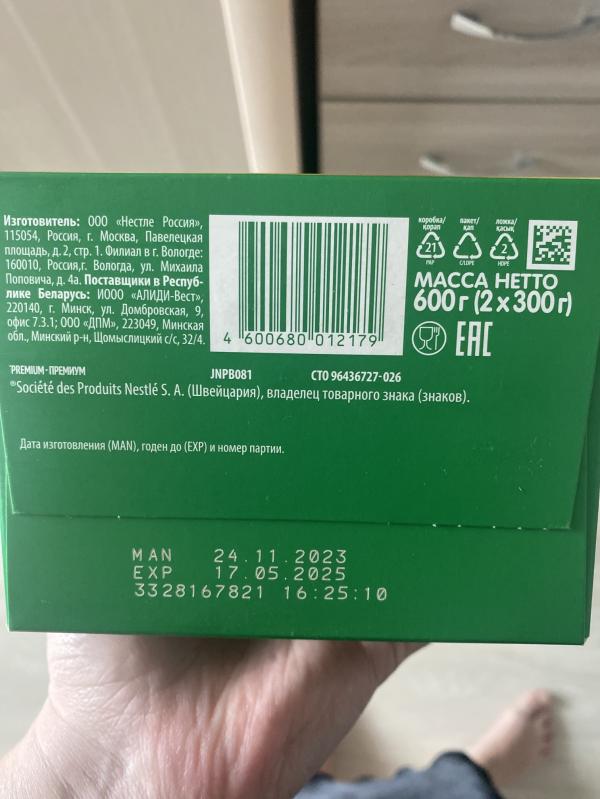 Изготовитель: ООО «Нестле Россия»,
115054, Россия, г. Москва, Павелецкая
площадь, д. 2, стр. 1. Филиал в г. Вологде:
160010, Россия,г. Вологда, ул. Михаила
Поповича, д. 4а. Поставщики в Респуб-
лике Беларусь: ИООО «АЛИДИ-Вест»,
220140, г. Минск, ул. Домбровская, 9,
офис 7.3.1; ООО «ДПМ», 223049, Минская
обл., Минский р-н, Щомыслицкий с/с, 32/4.
4 600680 012179
коробка/ қорап
21
PAP
пакет/ қап
4
C/LDPE
ложка/ қасық
2
HDPE
МАССА НЕТТО
600 г (2 x 300 г)
EAC
*PREMIUM - ПРЕМИУМ
JNPB081
СТО 96436727-026
®Société des Produits Nestlé S. A. (Швейцария), владелец товарного знака (знаков).
Дата изготовления (MAN), годен до (EXP) и номер партии.
MAN 24.11.2023
EXP 17.05.2025
3328167821 16:25:10